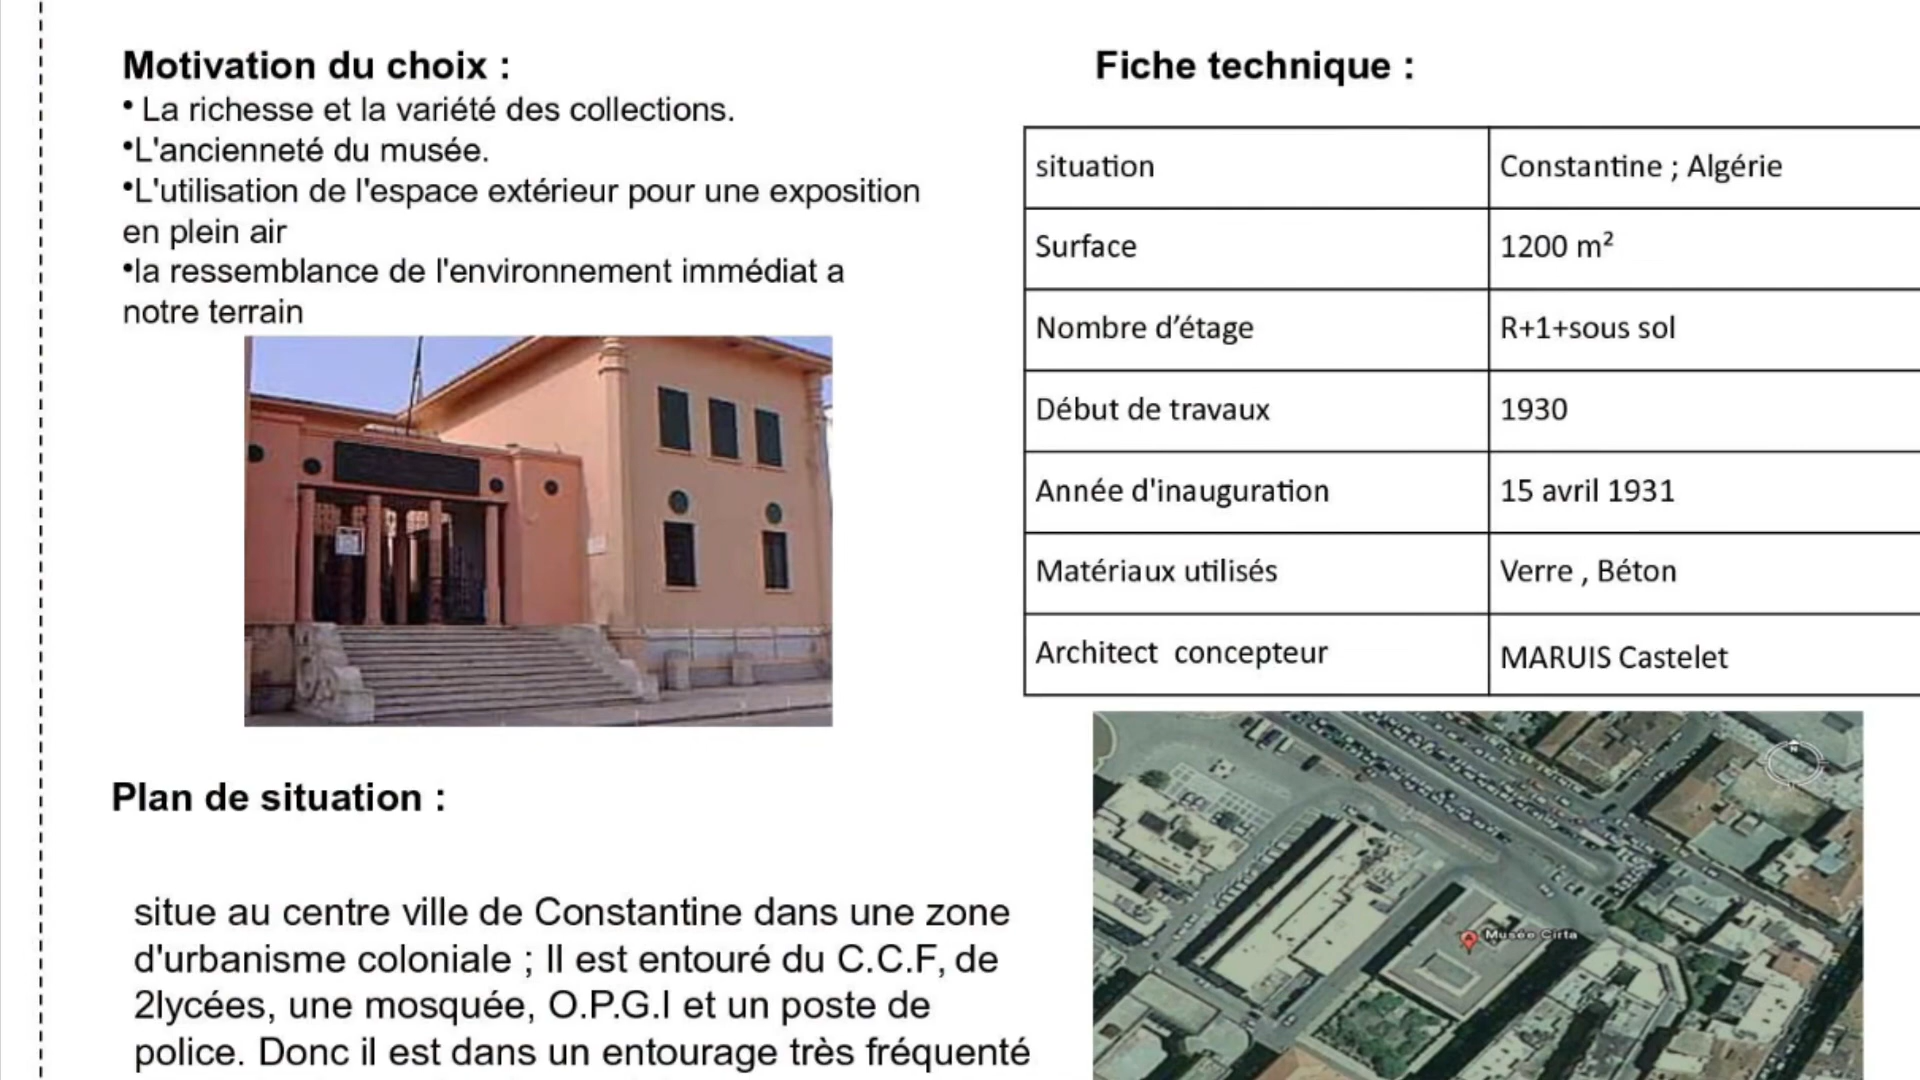 Motivation du choix :
• La richesse et la variété des collections.
•L'ancienneté du musée.
•L'utilisation de l'espace extérieur pour une exposition
en plein air
•la ressemblance de l'environnement immédiat a
notre terrain
Fiche technique :
situation Constantine ; Algérie
Surface 1200 m²
Nombre d’étage R+1+sous sol
Début de travaux 1930
Année d'inauguration 15 avril 1931
Matériaux utilisés Verre , Béton
Architect concepteur MARUIS Castelet
Plan de situation :
situe au centre ville de Constantine dans une zone
d'urbanisme coloniale ; Il est entouré du C.C.F, de
2lycées, une mosquée, O.P.G.I et un poste de
police. Donc il est dans un entourage très fréquenté
N
Musée Cirta